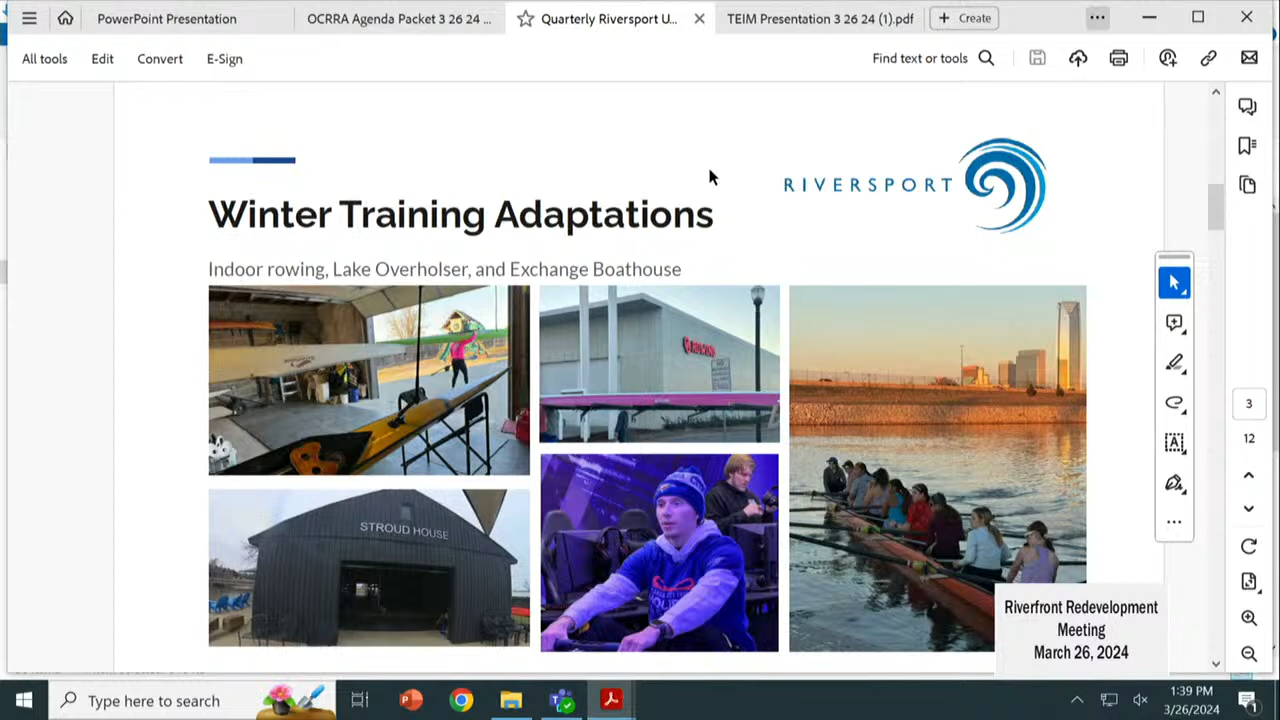 PowerPoint Presentation
OCRRA Agenda Packet 3 26 24 ...
Quarterly Riversport U...
TEIM Presentation 3 26 24 (1).pdf
Create
All tools
Edit
Convert
E-Sign
Find text or tools
RIVERSPORT
Winter Training Adaptations
Indoor rowing, Lake Overholser, and Exchange Boathouse
ROWING
STROUD HOUSE
3
12
Riverfront Redevelopment
Meeting
March 26, 2024
Type here to search
1:39 PM
3/26/2024
1